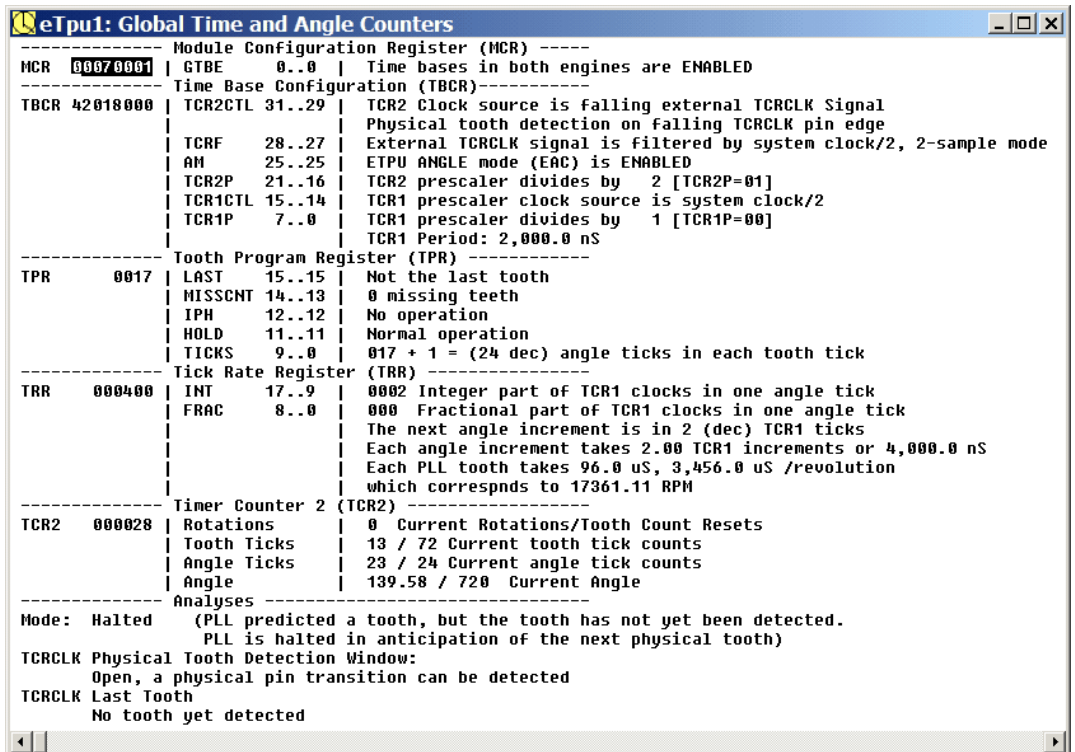 eTpu1: Global Time and Angle Counters
-------------- Module Configuration Register (MCR) -----
MCR  00070001 | GTBE      0..0  |  Time bases in both engines are ENABLED
-------------- Time Base Configuration (TBCR)-----------
TBCR 42018000 | TCR2CTL 31..29  |  TCR2 Clock source is falling external TCRCLK Signal
|                 |  Physical tooth detection on falling TCRCLK pin edge
| TCRF    28..27  |  External TCRCLK signal is filtered by system clock/2, 2-sample mode
| AM      25..25  |  ETPU ANGLE mode (EAC) is ENABLED
| TCR2P   21..16  |  TCR2 prescaler divides by   2 [TCR2P=01]
| TCR1CTL 15..14  |  TCR1 prescaler clock source is system clock/2
| TCR1P    7..0   |  TCR1 prescaler divides by   1 [TCR1P=00]
|                 |  TCR1 Period: 2,000.0 nS
-------------- Tooth Program Register (TPR) ------------
TPR      0017 | LAST    15..15  |  Not the last tooth
| MISSCNT 14..13  |  0 missing teeth
| IPH     12..12  |  No operation
| HOLD    11..11  |  Normal operation
| TICKS    9..0   |  017 + 1 = (24 dec) angle ticks in each tooth tick
-------------- Tick Rate Register (TRR) ----------------
TRR    000400 | INT     17..9   |  0002 Integer part of TCR1 clocks in one angle tick
| FRAC     8..0   |  000  Fractional part of TCR1 clocks in one angle tick
|                 |  The next angle increment is in 2 (dec) TCR1 ticks
|                 |  Each angle increment takes 2.00 TCR1 increments or 4,000.0 nS
|                 |  Each PLL tooth takes 96.0 uS, 3,456.0 uS /revolution
|                 |  which correspnds to 17361.11 RPM
-------------- Timer Counter 2 (TCR2) ------------------
TCR2   000028 | Rotations       |  0  Current Rotations/Tooth Count Resets
| Tooth Ticks     |  13 / 72 Current tooth tick counts
| Angle Ticks     |  23 / 24 Current angle tick counts
| Angle           |  139.58 / 720  Current Angle
-------------- Analyses --------------------------------
Mode:  Halted    (PLL predicted a tooth, but the tooth has not yet been detected.
PLL is halted in anticipation of the next physical tooth)
TCRCLK Physical Tooth Detection Window:
Open, a physical pin transition can be detected
TCRCLK Last Tooth
No tooth yet detected